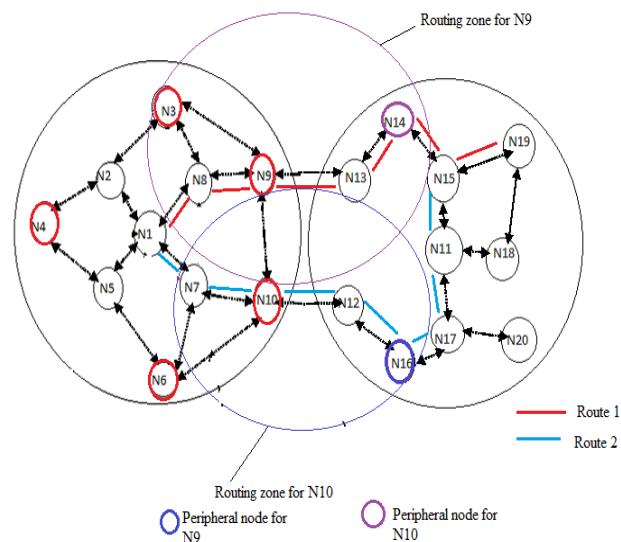 Routing zone for N9
N3
N14
N19
N2
N8
N9
N13
N15
N4
N1
N11
N18
N5
N7
N10
N12
N17
N20
N6
N16
Route 1
Route 2
Routing zone for N10
Peripheral node for
N9
Peripheral node for
N10